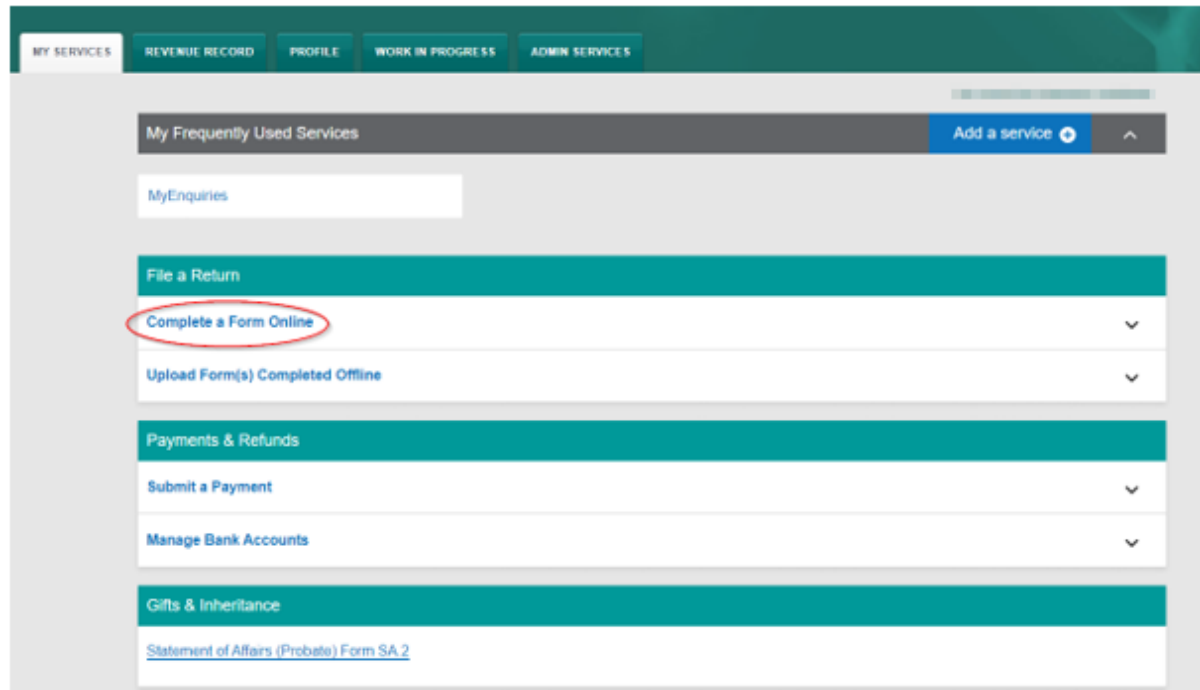 MY SERVICES REVENUE RECORD PROFILE WORK IN PROGRESS ADMIN SERVICES
My Frequently Used Services Add a service
MyEnquiries
File a Return
Complete a Form Online
Upload Form(s) Completed Offline
Payments & Refunds
Submit a Payment
Manage Bank Accounts
Gifts & Inheritance
Statement of Affairs (Probate) Form SA.2